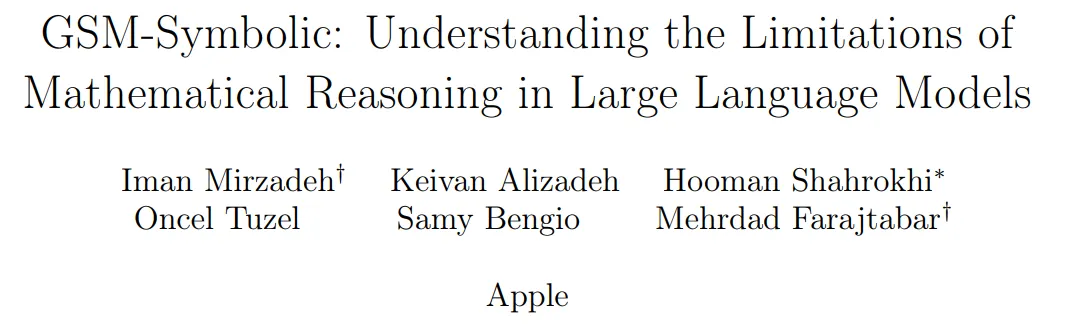 GSM-Symbolic: Understanding the Limitations of
Mathematical Reasoning in Large Language Models
Iman Mirzadeh† Keivan Alizadeh Hooman Shahrokhi*
Oncel Tuzel Samy Bengio Mehrdad Farajtabar†
Apple